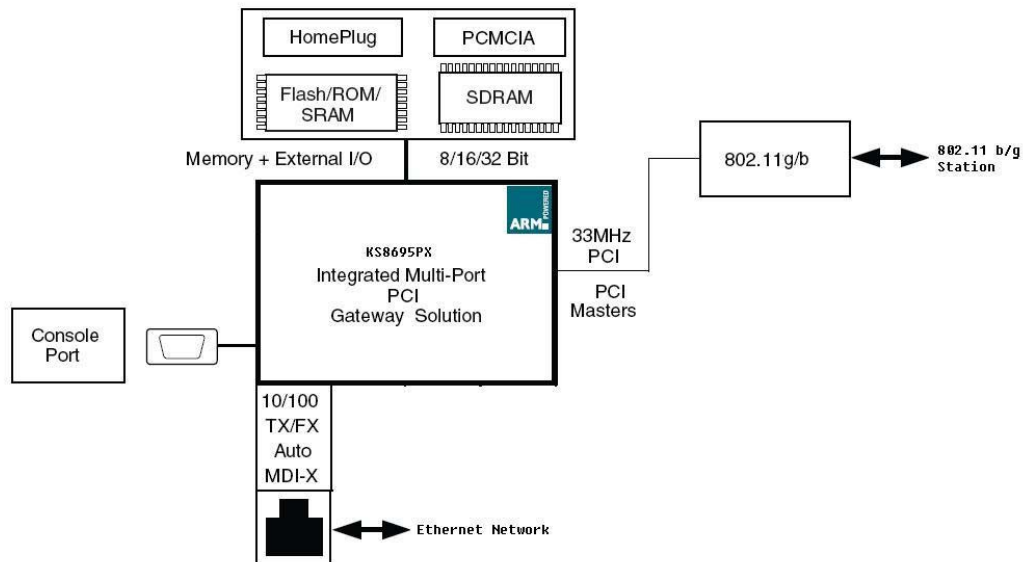 HomePlug
PCMCIA
Flash/ROM/
SRAM
SDRAM
Memory + External I/O
8/16/32 Bit
802.11g/b
802.11 b/g
Station
ARM
POWERED
KS8695PX
Integrated Multi-Port
PCI
Gateway Solution
33MHz
PCI
PCI
Masters
Console
Port
10/100
TX/FX
Auto
MDI-X
Ethernet Network